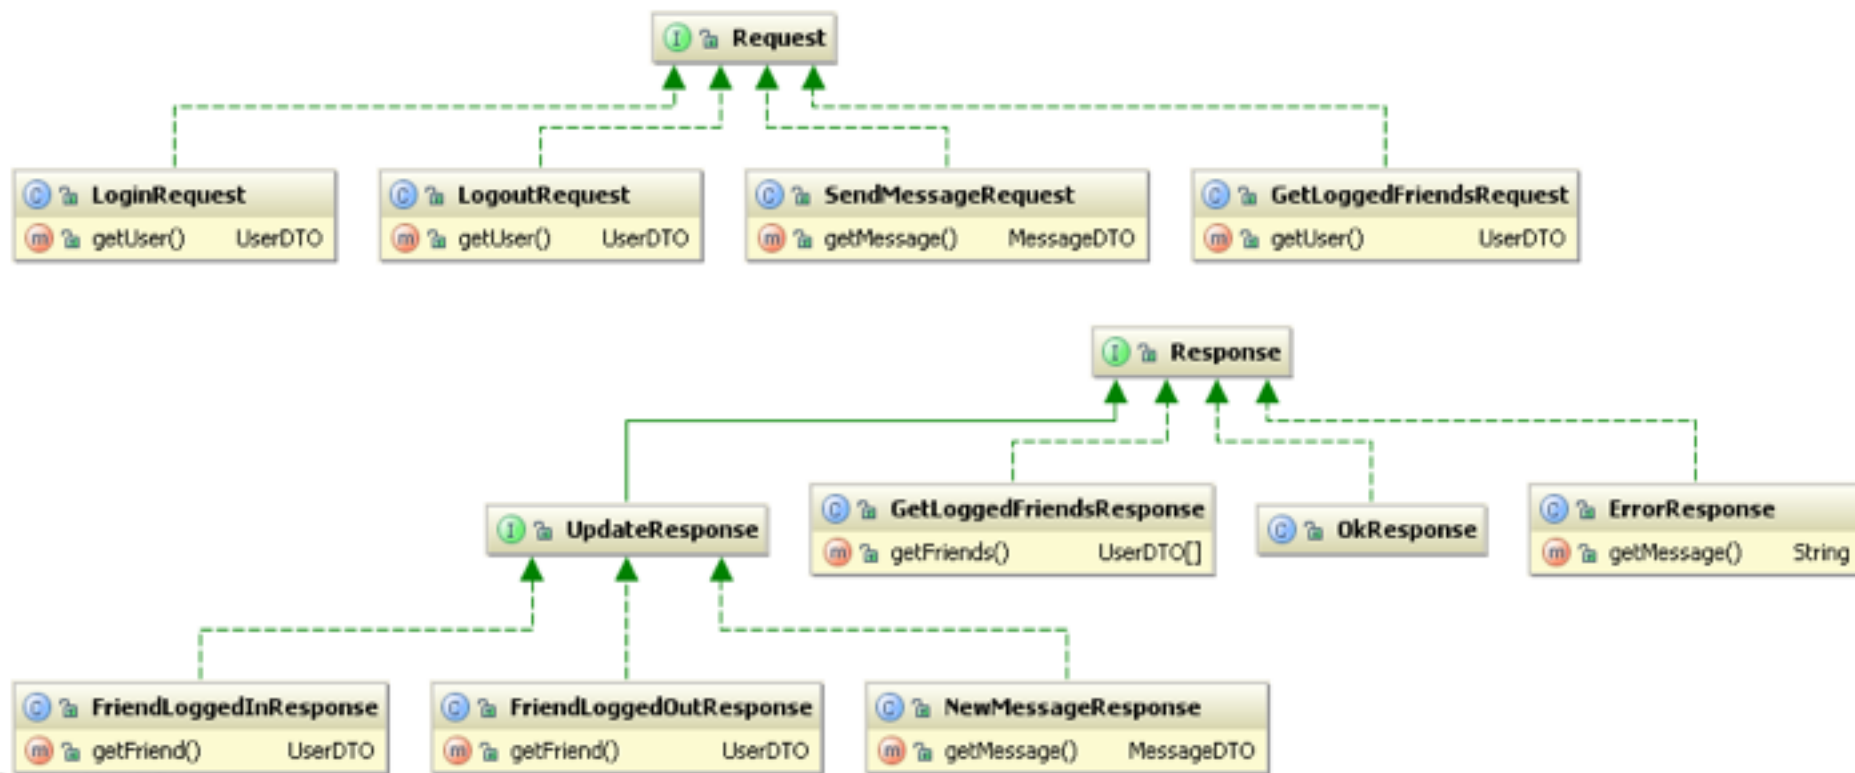 Request
LoginRequest
getUser() UserDTO
LogoutRequest
getUser() UserDTO
SendMessageRequest
getMessage() MessageDTO
GetLoggedFriendsRequest
getUser() UserDTO
Response
UpdateResponse
GetLoggedFriendsResponse
getFriends() UserDTO[]
OkResponse
ErrorResponse
getMessage() String
FriendLoggedInResponse
getFriend() UserDTO
FriendLoggedOutResponse
getFriend() UserDTO
NewMessageResponse
getMessage() MessageDTO